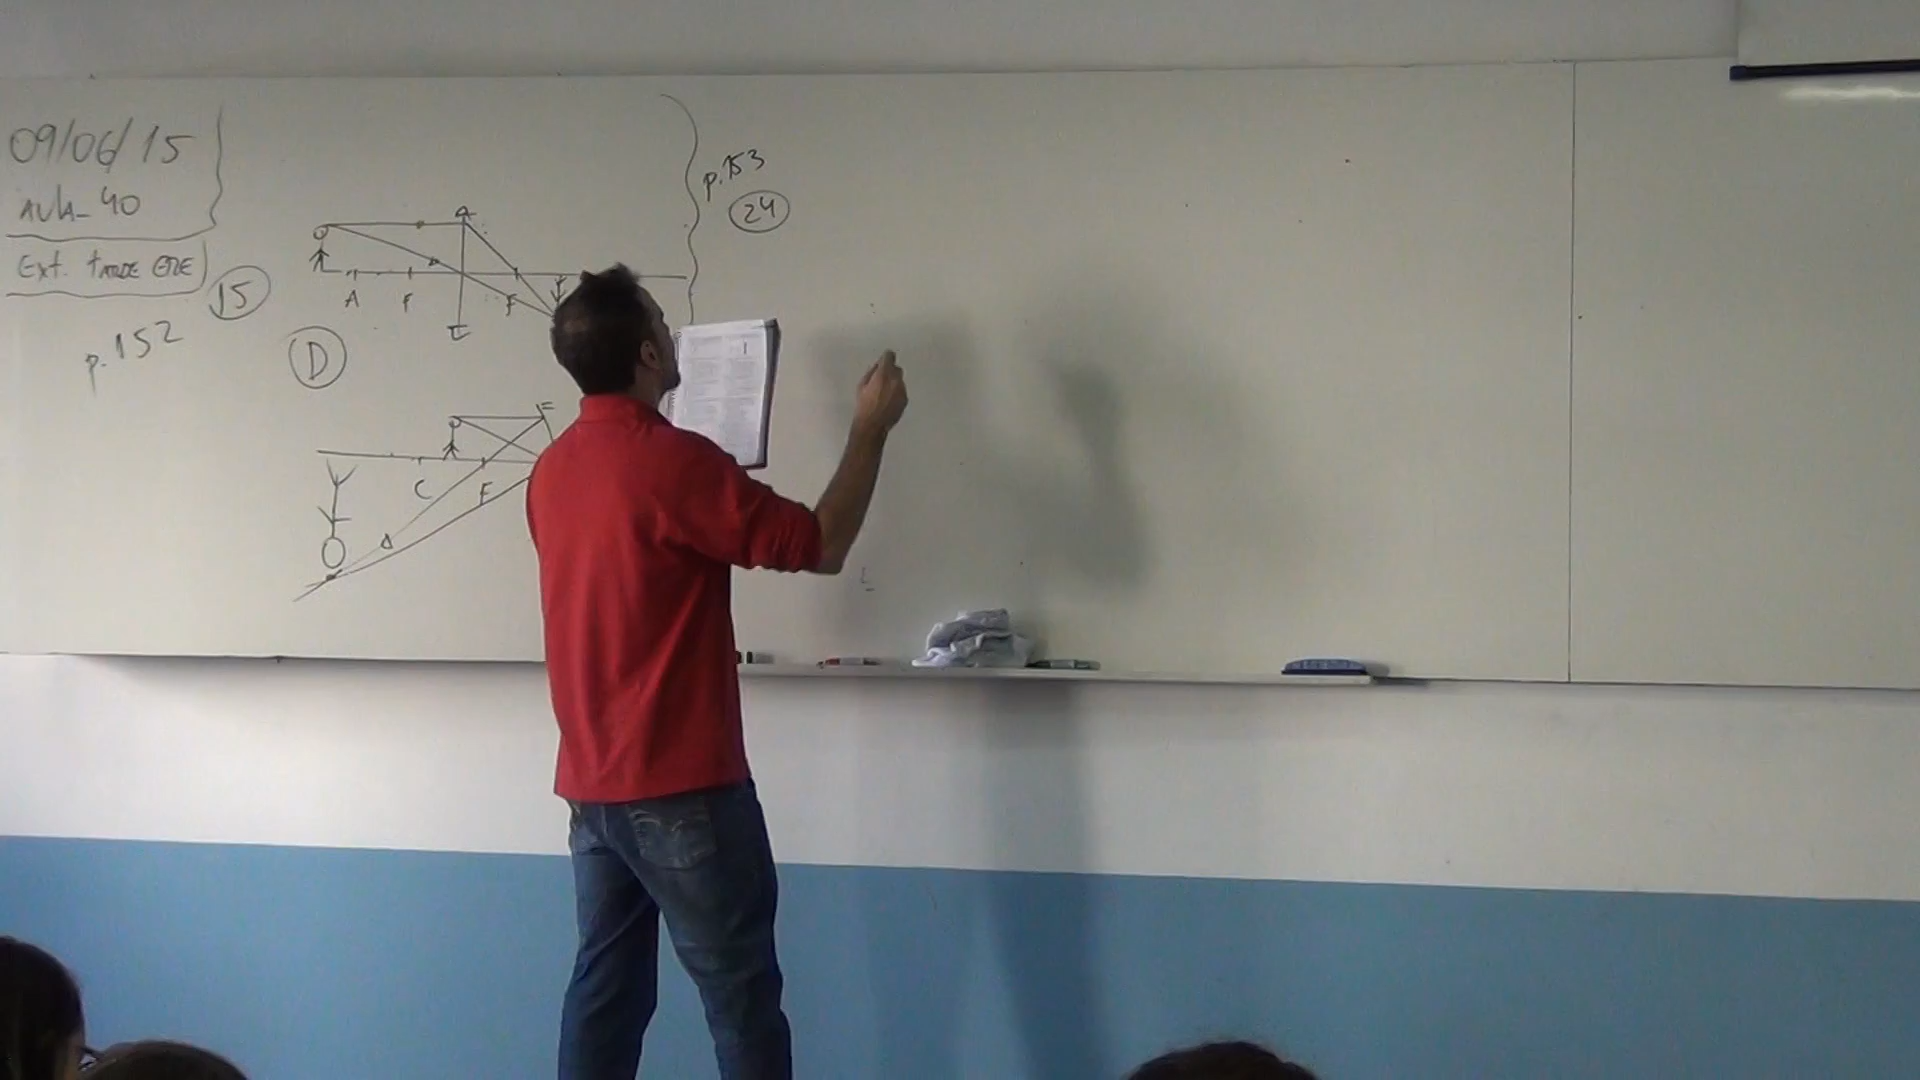 09/06/15
AULA_40
Ext. TARDE ERE
15
p.152
D
A F F
C F
p.153
24